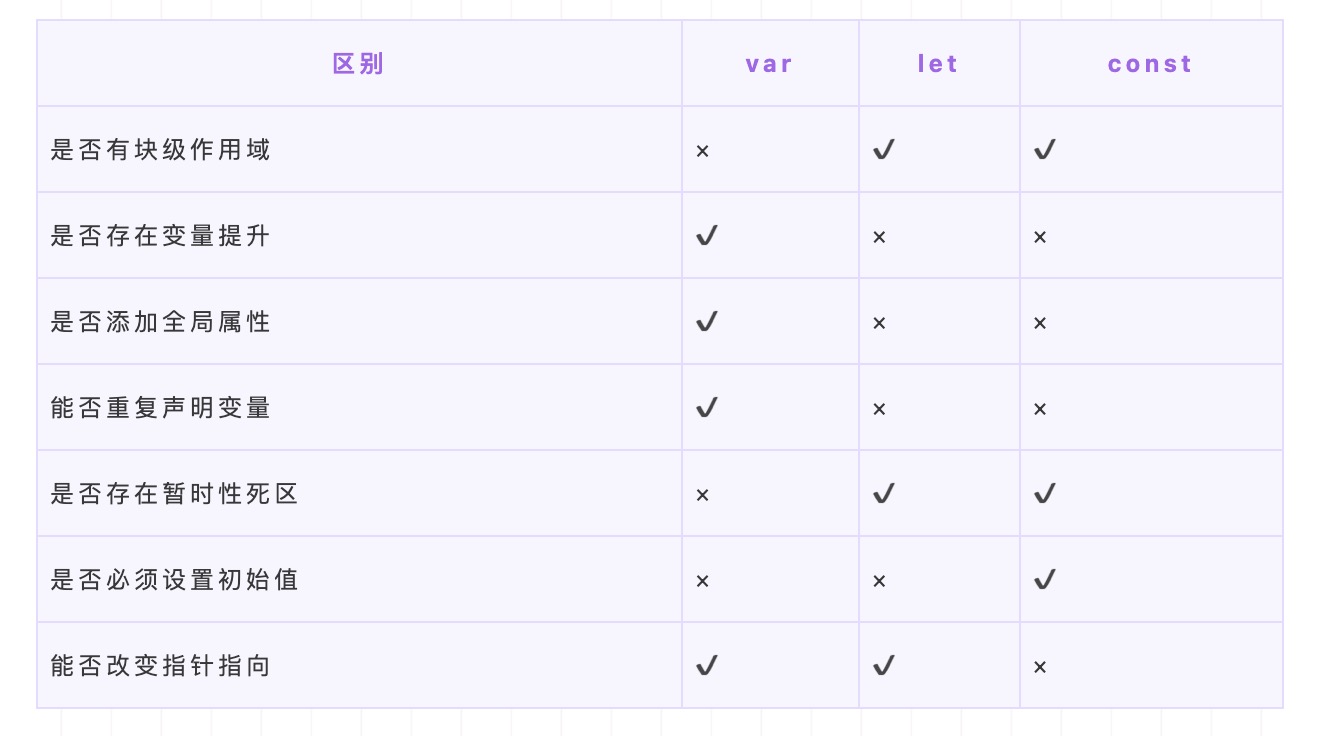 区别 var let const
是否有块级作用域 × ✓ ✓
是否存在变量提升 ✓ × ×
是否添加全局属性 ✓ × ×
能否重复声明变量 ✓ × ×
是否存在暂时性死区 × ✓ ✓
是否必须设置初始值 × × ✓
能否改变指针指向 ✓ ✓ ×